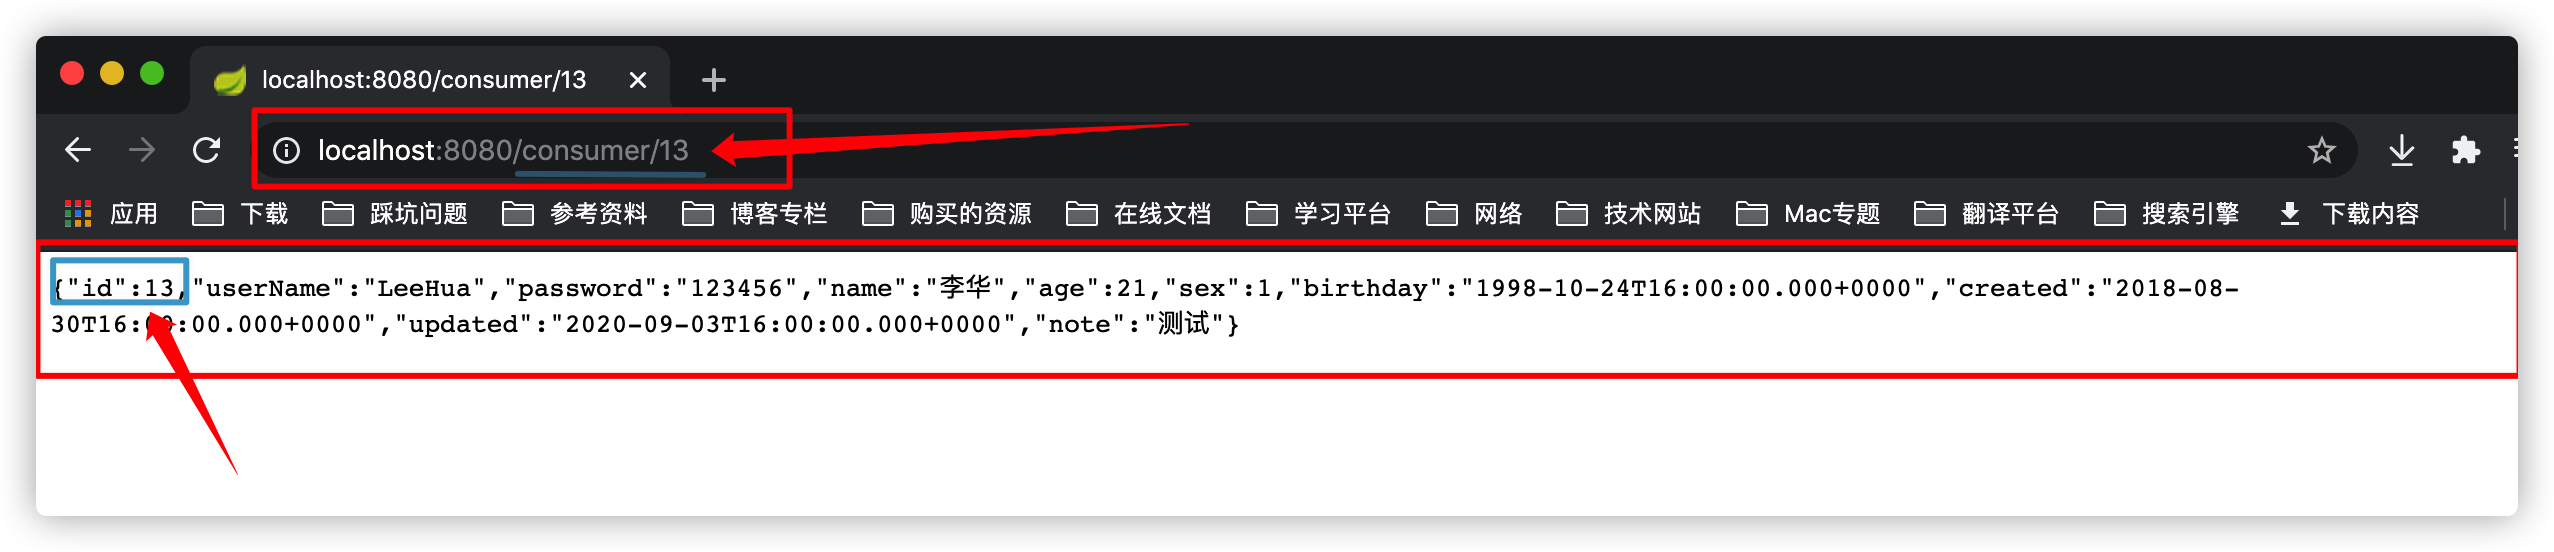 localhost:8080/consumer/13
localhost:8080/consumer/13
应用 下载 踩坑问题 参考资料 博客专栏 购买的资源 在线文档 学习平台 网络 技术网站 Mac专题 翻译平台 搜索引擎 下载内容
{"id":13,"userName":"LeeHua","password":"123456","name":"李华","age":21,"sex":1,"birthday":"1998-10-24T16:00:00.000+0000","created":"2018-08-
30T16:00:00.000+0000","updated":"2020-09-03T16:00:00.000+0000","note":"测试"}